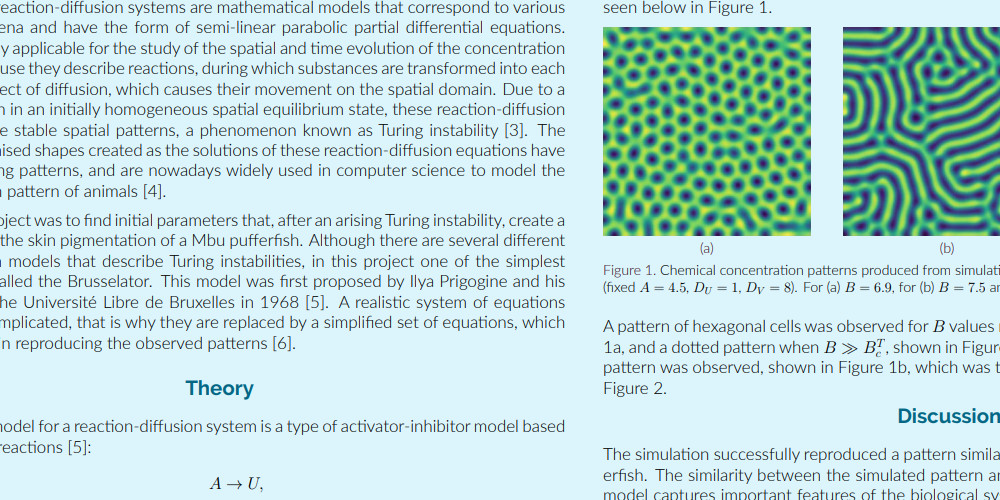 reaction-diffusion systems are mathematical models that correspond to various
ena and have the form of semi-linear parabolic partial differential equations.
y applicable for the study of the spatial and time evolution of the concentration
use they describe reactions, during which substances are transformed into each
ect of diffusion, which causes their movement on the spatial domain. Due to a
n in an initially homogeneous spatial equilibrium state, these reaction-diffusion
e stable spatial patterns, a phenomenon known as Turing instability [3]. The
ised shapes created as the solutions of these reaction-diffusion equations have
ng patterns, and are nowadays widely used in computer science to model the
n pattern of animals [4].
oject was to find initial parameters that, after an arising Turing instability, create a
the skin pigmentation of a Mbu pufferfish. Although there are several different
n models that describe Turing instabilities, in this project one of the simplest
alled the Brusselator. This model was first proposed by Ilya Prigogine and his
he Université Libre de Bruxelles in 1968 [5]. A realistic system of equations
mplicated, that is why they are replaced by a simplified set of equations, which
n reproducing the observed patterns [6].
Theory
model for a reaction-diffusion system is a type of activator-inhibitor model based
reactions [5]:
A → U,
seen below in Figure 1.
(a)
(b)
Figure 1. Chemical concentration patterns produced from simulati
(fixed A = 4.5, D_U = 1, D_V = 8). For (a) B = 6.9, for (b) B = 7.5 an
A pattern of hexagonal cells was observed for B values
1a, and a dotted pattern when B ≫ B_c^T, shown in Figur
pattern was observed, shown in Figure 1b, which was t
Figure 2.
Discussion
The simulation successfully reproduced a pattern simila
erfish. The similarity between the simulated pattern an
model captures important features of the biological sy